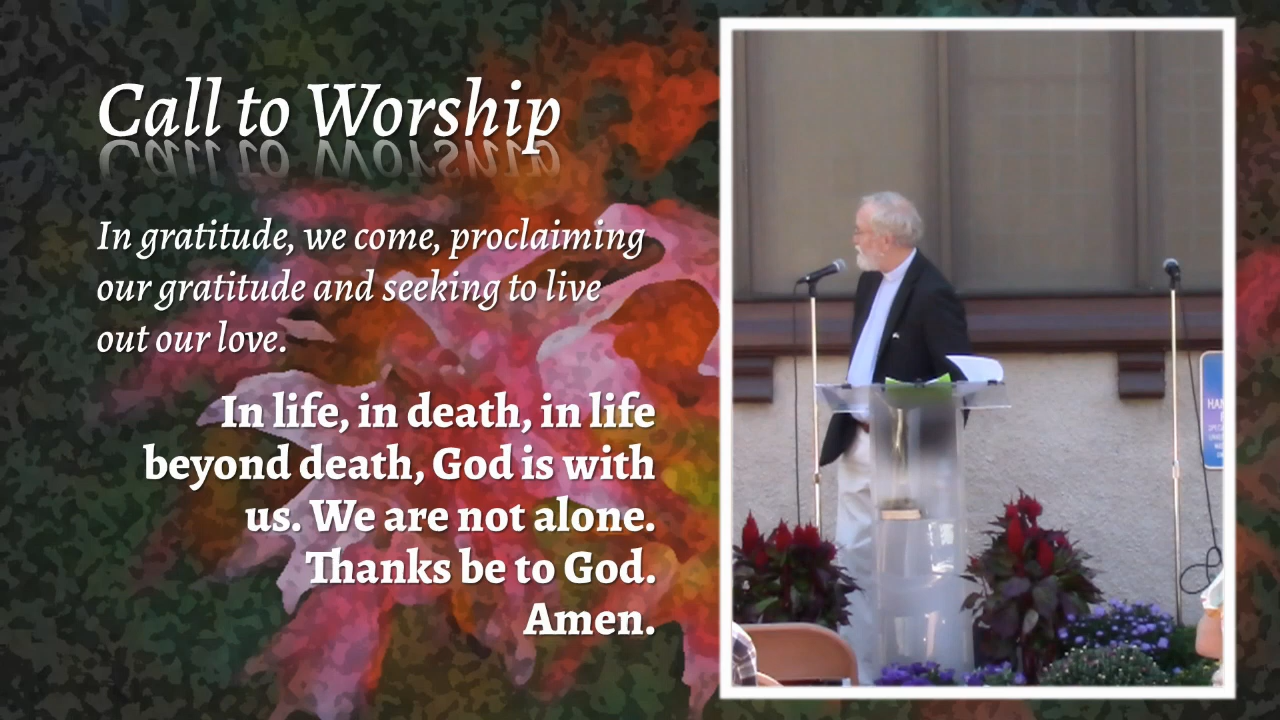 Call to Worship
In gratitude, we come, proclaiming
our gratitude and seeking to live
out our love.
In life, in death, in life
beyond death, God is with
us. We are not alone.
Thanks be to God.
Amen.